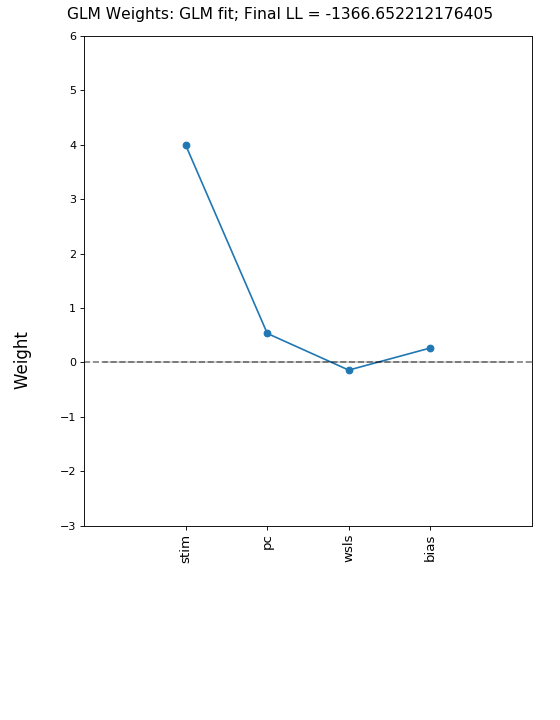 GLM Weights: GLM fit; Final LL = -1366.652212176405
6
5
4
3
2
1
0
−1
−2
−3
Weight
stim
pc
wsls
bias